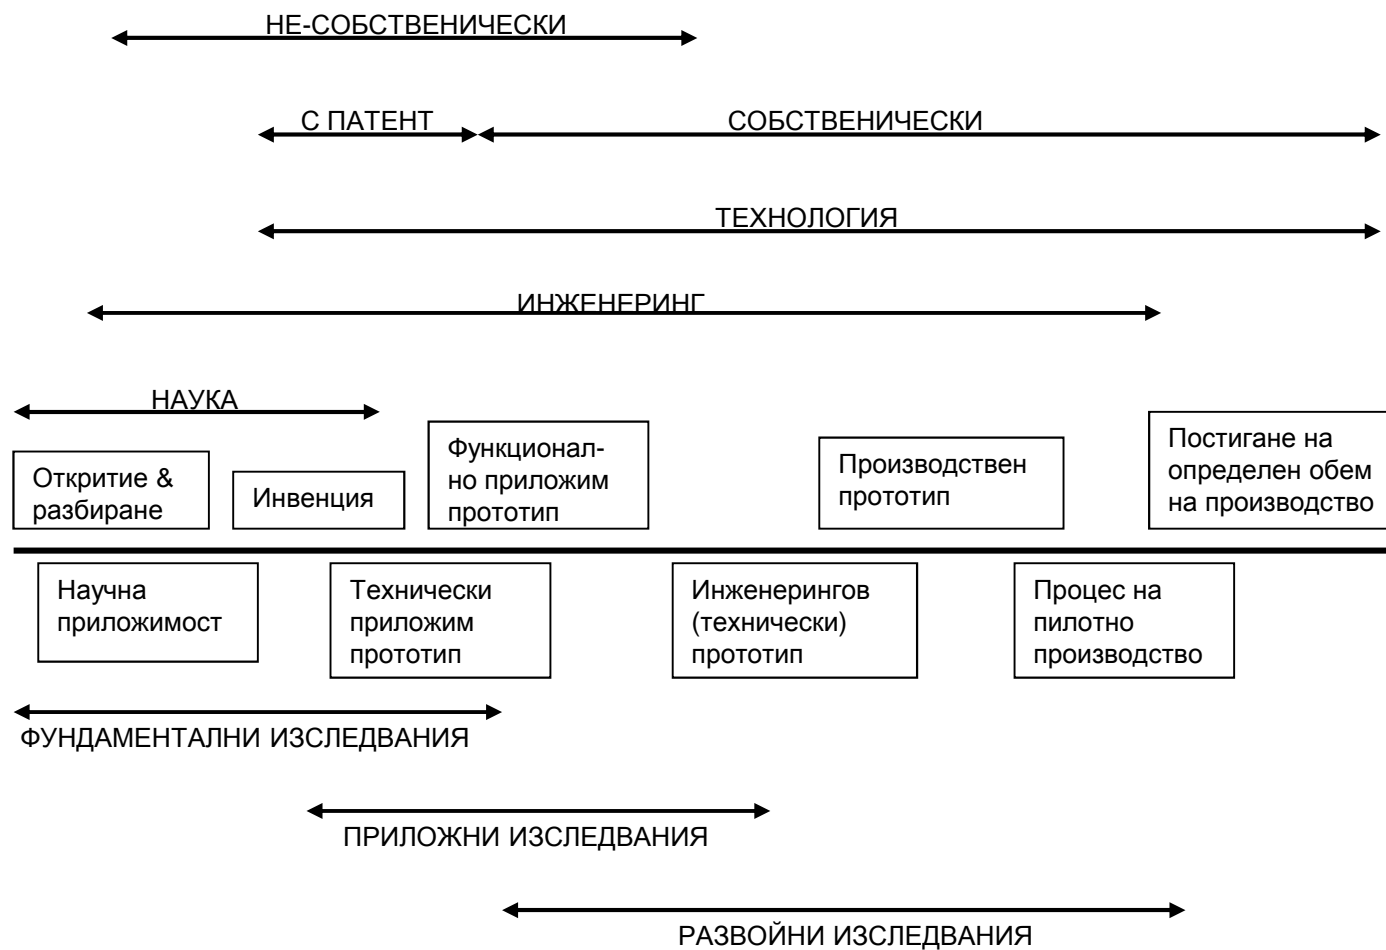 НЕ-СОБСТВЕНИЧЕСКИ
С ПАТЕНТ
СОБСТВЕНИЧЕСКИ
ТЕХНОЛОГИЯ
ИНЖЕНЕРИНГ
НАУКА
Откритие &
разбиране
Инвенция
Функционал-
но приложим
прототип
Производствен
прототип
Постигане на
определен обем
на производство
Научна
приложимост
Технически
приложим
прототип
Инженерингов
(технически)
прототип
Процес на
пилотно
производство
ФУНДАМЕНТАЛНИ ИЗСЛЕДВАНИЯ
ПРИЛОЖНИ ИЗСЛЕДВАНИЯ
РАЗВОЙНИ ИЗСЛЕДВАНИЯ